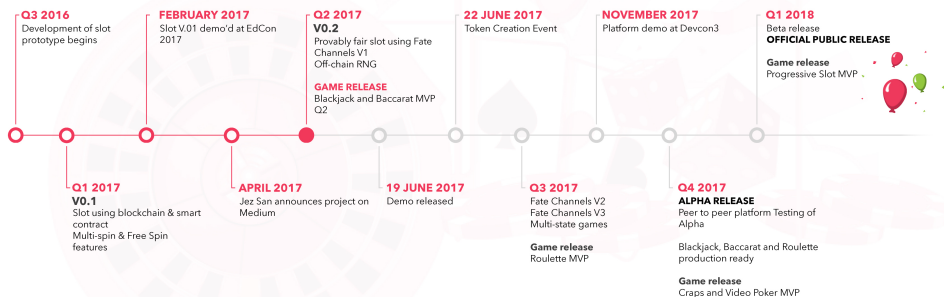 Q3 2016
Development of slot
prototype begins
FEBRUARY 2017
Slot V.01 demo'd at EdCon
2017
Q2 2017
V0.2
Provably fair slot using Fate
Channels V1
Off-chain RNG
GAME RELEASE
Blackjack and Baccarat MVP
Q2
22 JUNE 2017
Token Creation Event
NOVEMBER 2017
Platform demo at Devcon3
Q1 2018
Beta release
OFFICIAL PUBLIC RELEASE
Game release
Progressive Slot MVP
Q1 2017
V0.1
Slot using blockchain & smart
contract
Multi-spin & Free Spin
features
APRIL 2017
Jez San announces project on
Medium
19 JUNE 2017
Demo released
Q3 2017
Fate Channels V2
Fate Channels V3
Multi-state games
Game release
Roulette MVP
Q4 2017
ALPHA RELEASE
Peer to peer platform Testing of
Alpha
Blackjack, Baccarat and Roulette
production ready
Game release
Craps and Video Poker MVP